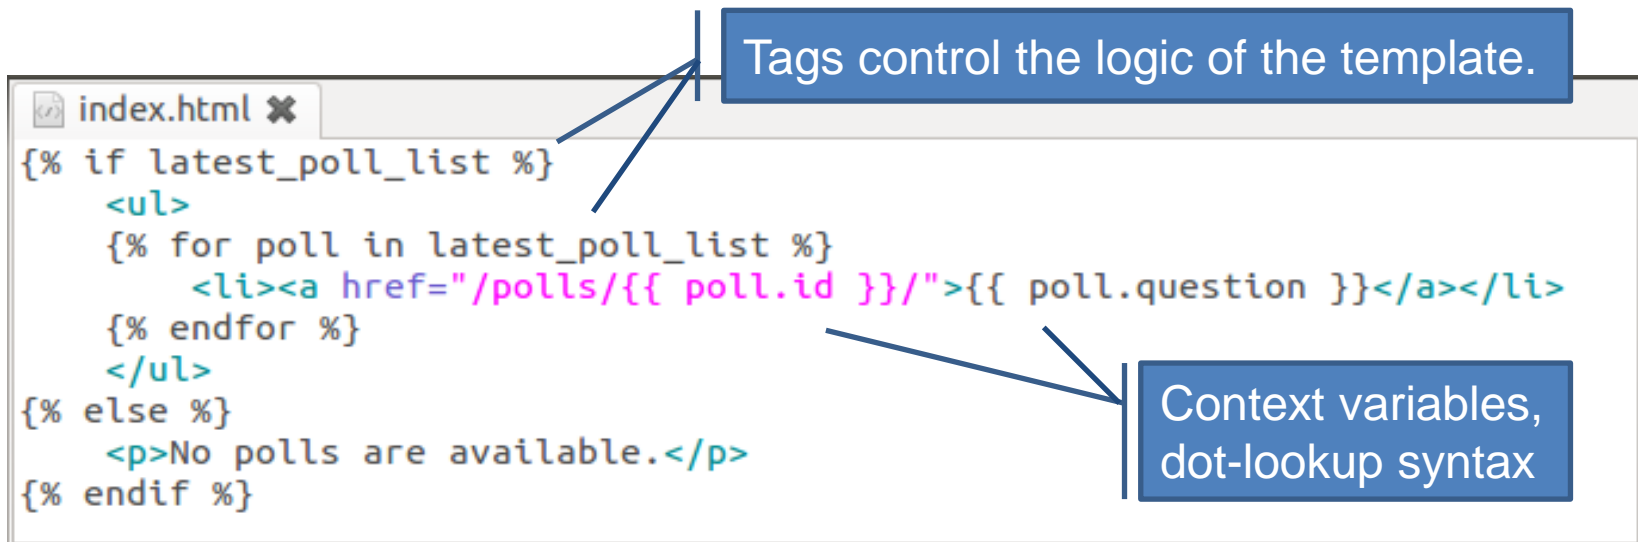 Tags control the logic of the template.
index.html
{% if latest_poll_list %}
<ul>
{% for poll in latest_poll_list %}
<li><a href="/polls/{{ poll.id }}/">{{ poll.question }}</a></li>
{% endfor %}
</ul>
{% else %}
<p>No polls are available.</p>
{% endif %}
Context variables,
dot-lookup syntax